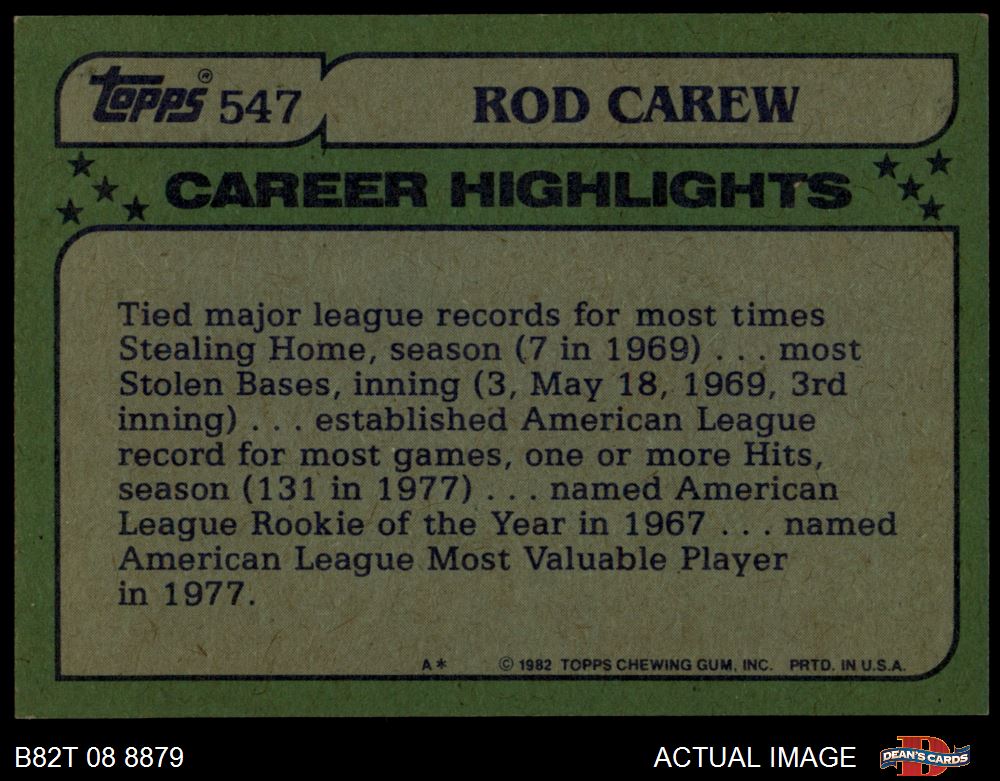 Topps® 547
ROD CAREW
CAREER HIGHLIGHTS
Tied major league records for most times
Stealing Home, season (7 in 1969) . . . most
Stolen Bases, inning (3, May 18, 1969, 3rd
inning) . . . established American League
record for most games, one or more Hits,
season (131 in 1977) . . . named American
League Rookie of the Year in 1967 . . . named
American League Most Valuable Player
in 1977.
A* © 1982 TOPPS CHEWING GUM, INC. PRTD. IN U.S.A.
B82T 08 8879
ACTUAL IMAGE
D
DEAN'S CARDS